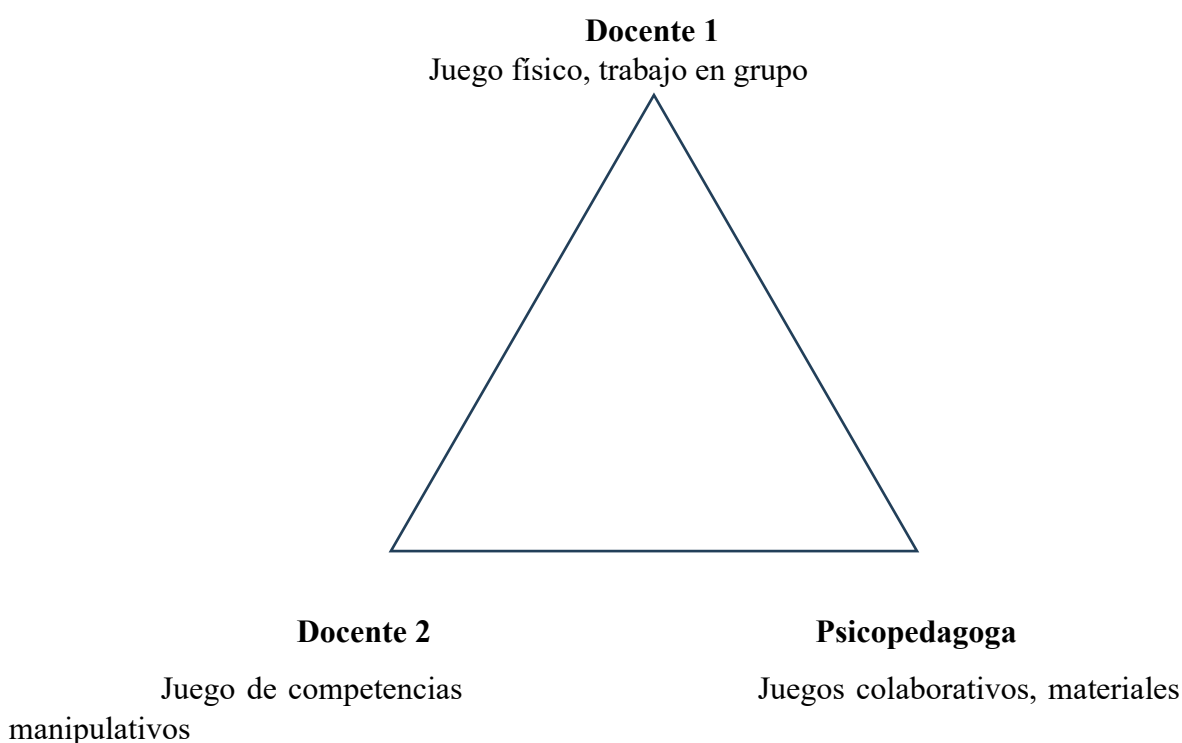 Docente 1
Juego físico, trabajo en grupo
Docente 2 Psicopedagoga
Juego de competencias Juegos colaborativos, materiales
manipulativos